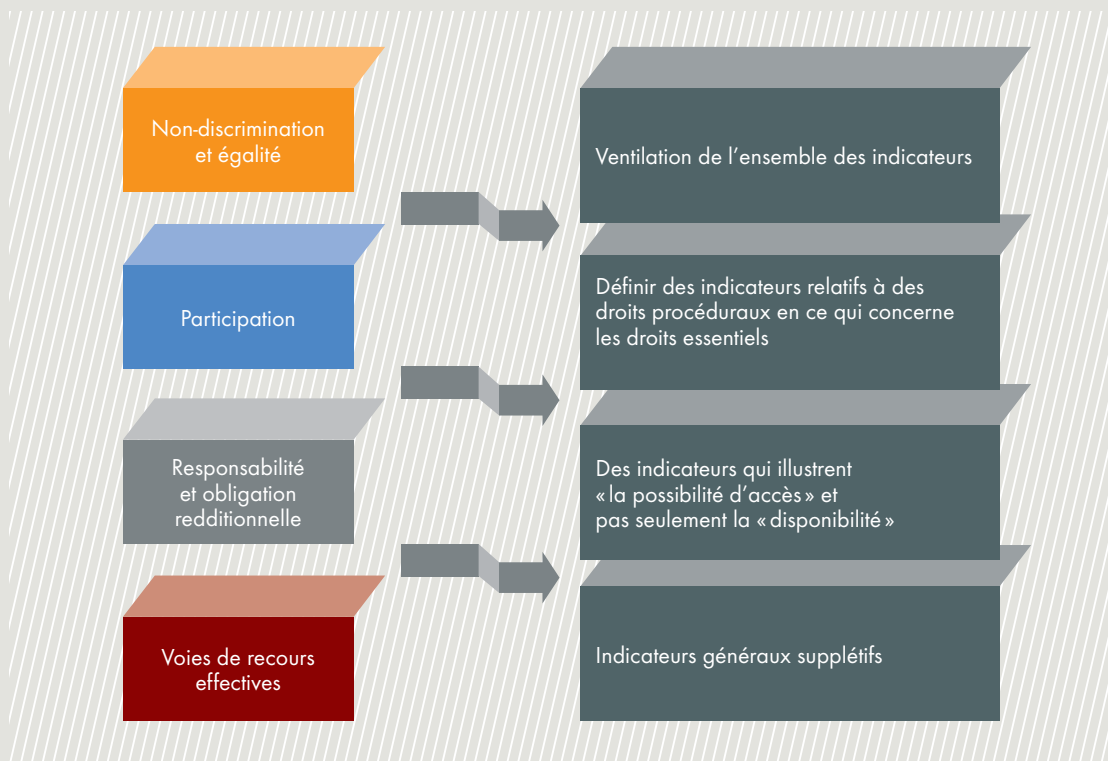 Non-discrimination
et égalité
Participation
Responsabilité
et obligation
redditionnelle
Voies de recours
effectives
Ventilation de l’ensemble des indicateurs
Définir des indicateurs relatifs à des
droits procéduraux en ce qui concerne
les droits essentiels
Des indicateurs qui illustrent
« la possibilité d’accès » et
pas seulement la « disponibilité »
Indicateurs généraux supplétifs